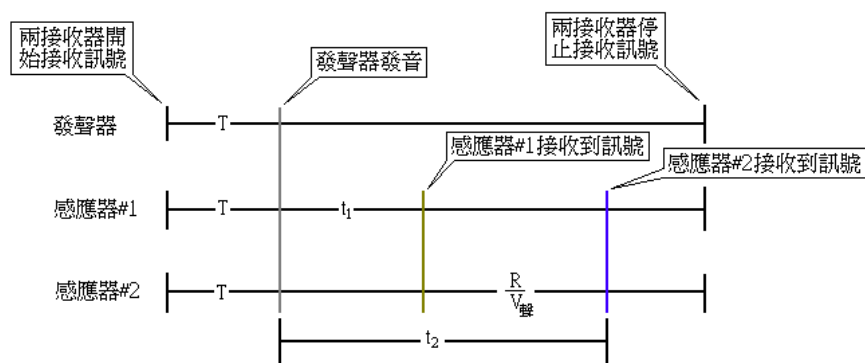 兩接收器開
始接收訊號
發聲器發音
兩接收器停
止接收訊號
發聲器
T
感應器#1接收到訊號
感應器#2接收到訊號
感應器#1
T
t₁
感應器#2
T
R
V聲
t₂